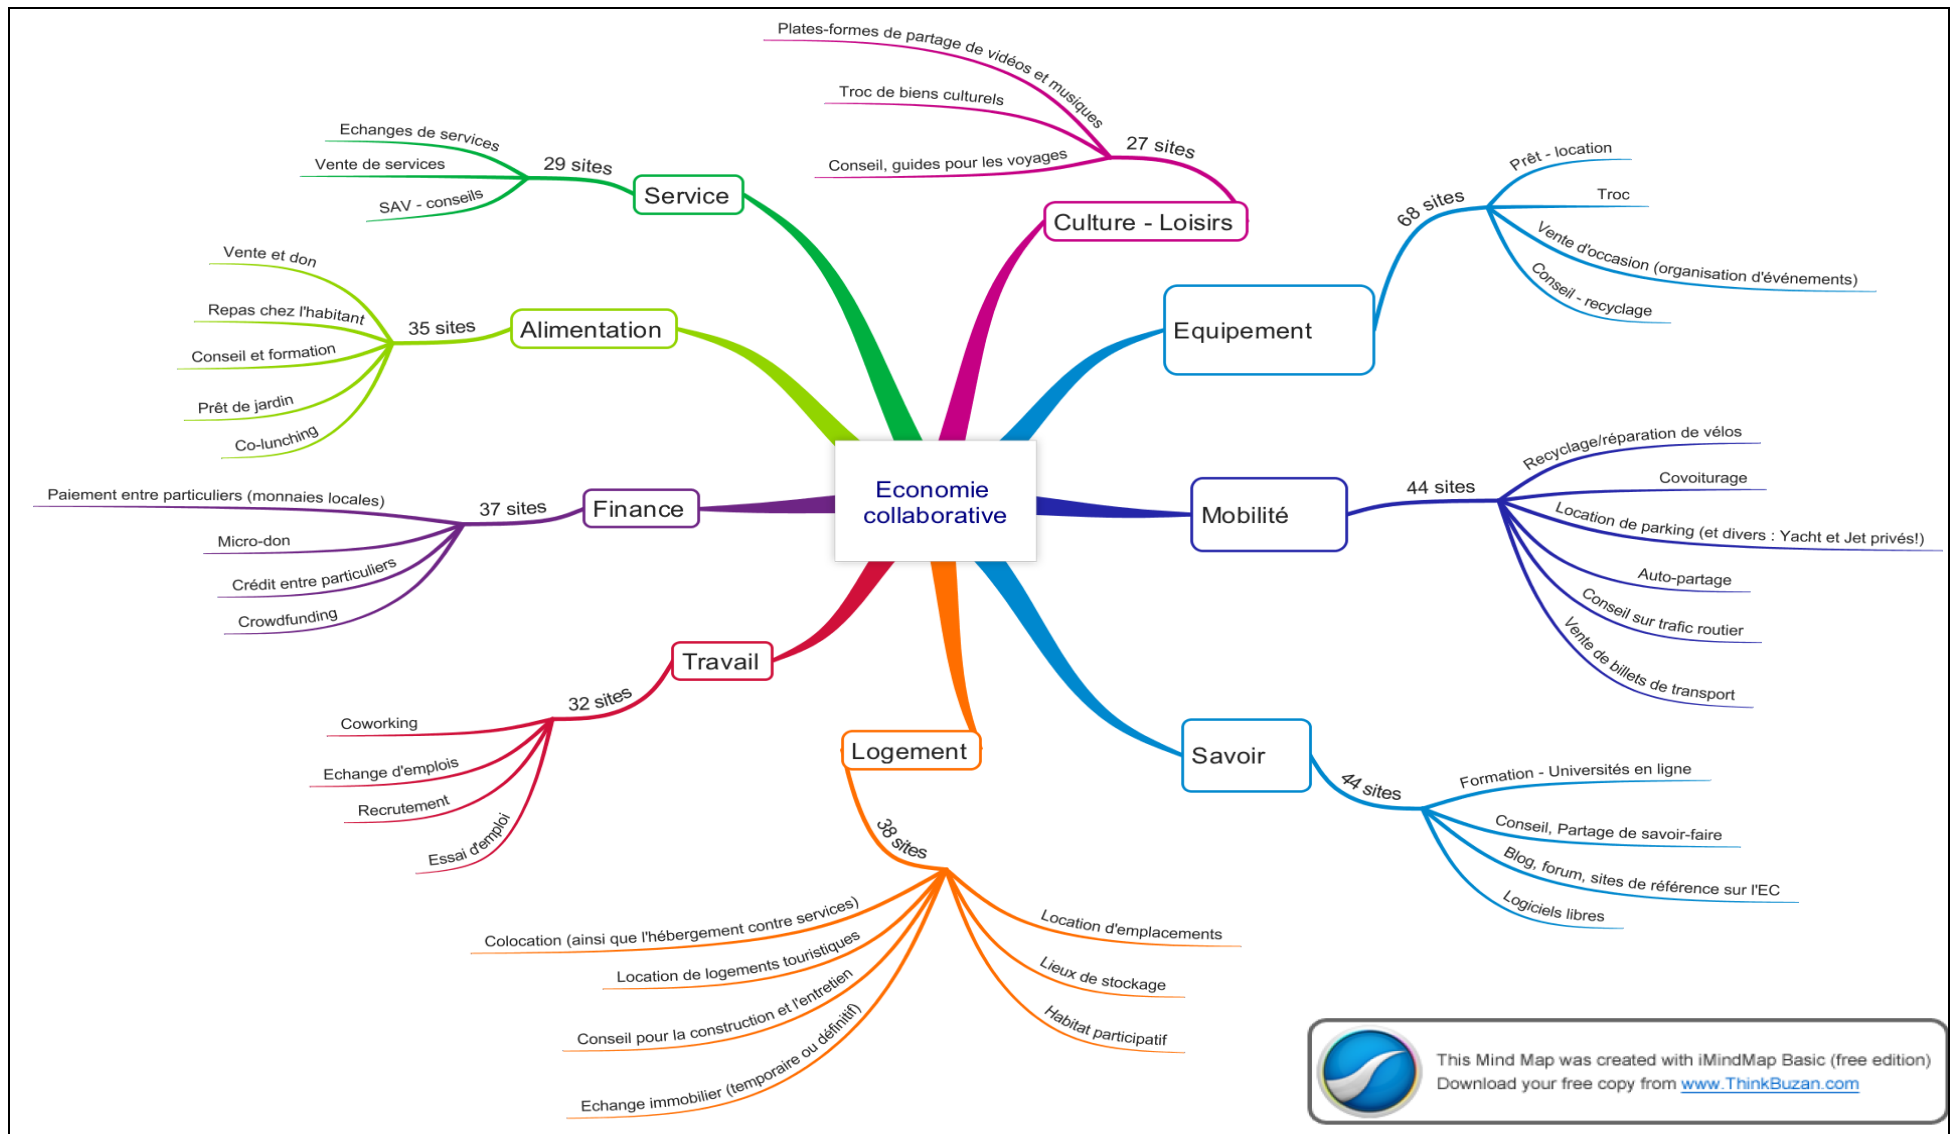 Economie
collaborative
Culture - Loisirs
27 sites
Plates-formes de partage de vidéos et musiques
Troc de biens culturels
Conseil, guides pour les voyages
Equipement
68 sites
Prêt - location
Troc
Vente d'occasion (organisation d'événements)
Conseil - recyclage
Mobilité
44 sites
Recyclage/réparation de vélos
Covoiturage
Location de parking (et divers : Yacht et Jet privés!)
Auto-partage
Conseil sur trafic routier
Vente de billets de transport
Savoir
44 sites
Formation - Universités en ligne
Conseil, Partage de savoir-faire
Blog, forum, sites de référence sur l'EC
Logiciels libres
Logement
38 sites
Location d'emplacements
Lieux de stockage
Habitat participatif
Colocation (ainsi que l'hébergement contre services)
Location de logements touristiques
Conseil pour la construction et l'entretien
Echange immobilier (temporaire ou définitif)
Travail
32 sites
Coworking
Echange d'emplois
Recrutement
Essai d'emploi
Finance
37 sites
Paiement entre particuliers (monnaies locales)
Micro-don
Crédit entre particuliers
Crowdfunding
Alimentation
35 sites
Vente et don
Repas chez l'habitant
Conseil et formation
Prêt de jardin
Co-lunching
Service
29 sites
Echanges de services
Vente de services
SAV - conseils
This Mind Map was created with iMindMap Basic (free edition)
Download your free copy from www.ThinkBuzan.com